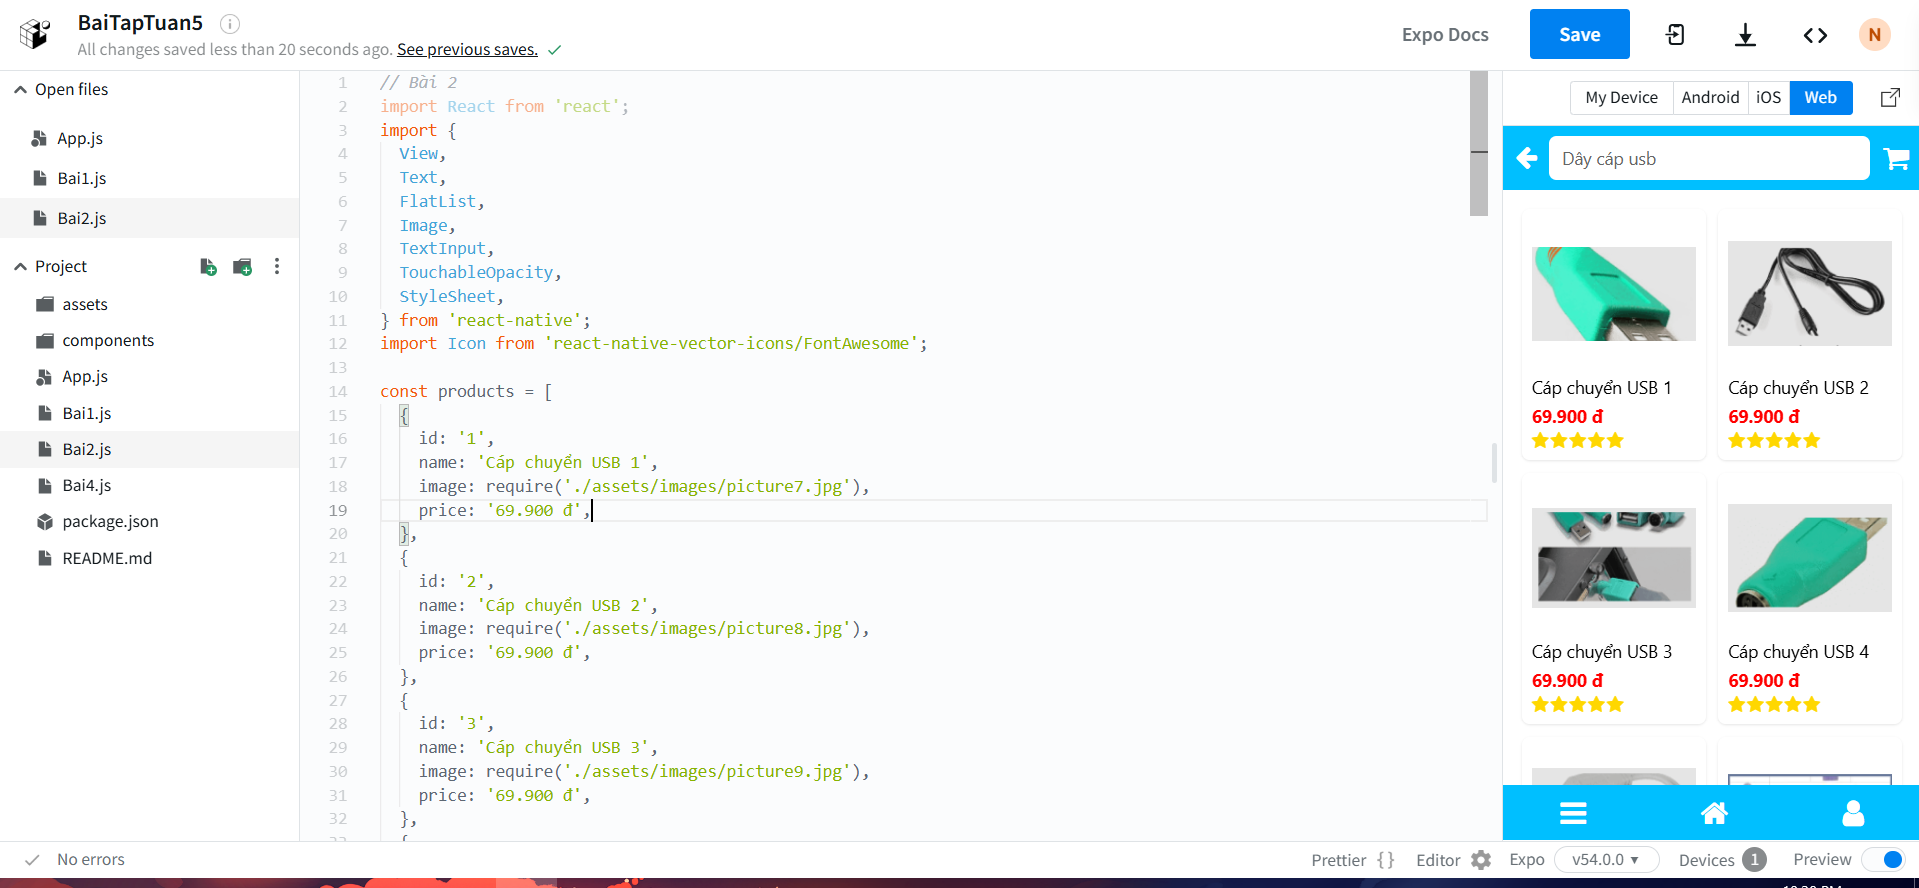 BaiTapTuan5
All changes saved less than 20 seconds ago. See previous saves.
Expo Docs
Save
N
Open files
App.js
Bai1.js
Bai2.js
Project
assets
components
App.js
Bai1.js
Bai2.js
Bai4.js
package.json
README.md
1 // Bài 2
2 import React from 'react';
3 import {
4 View,
5 Text,
6 FlatList,
7 Image,
8 TextInput,
9 TouchableOpacity,
10 StyleSheet,
11 } from 'react-native';
12 import Icon from 'react-native-vector-icons/FontAwesome';
13
14 const products = [
15 {
16 id: '1',
17 name: 'Cáp chuyển USB 1',
18 image: require('./assets/images/picture7.jpg'),
19 price: '69.900 đ',
20 },
21 {
22 id: '2',
23 name: 'Cáp chuyển USB 2',
24 image: require('./assets/images/picture8.jpg'),
25 price: '69.900 đ',
26 },
27 {
28 id: '3',
29 name: 'Cáp chuyển USB 3',
30 image: require('./assets/images/picture9.jpg'),
31 price: '69.900 đ',
32 },
My Device Android iOS Web
Dây cáp usb
Cáp chuyển USB 1
69.900 đ
Cáp chuyển USB 2
69.900 đ
Cáp chuyển USB 3
69.900 đ
Cáp chuyển USB 4
69.900 đ
No errors
Prettier { } Editor Expo v54.0.0 Devices 1 Preview